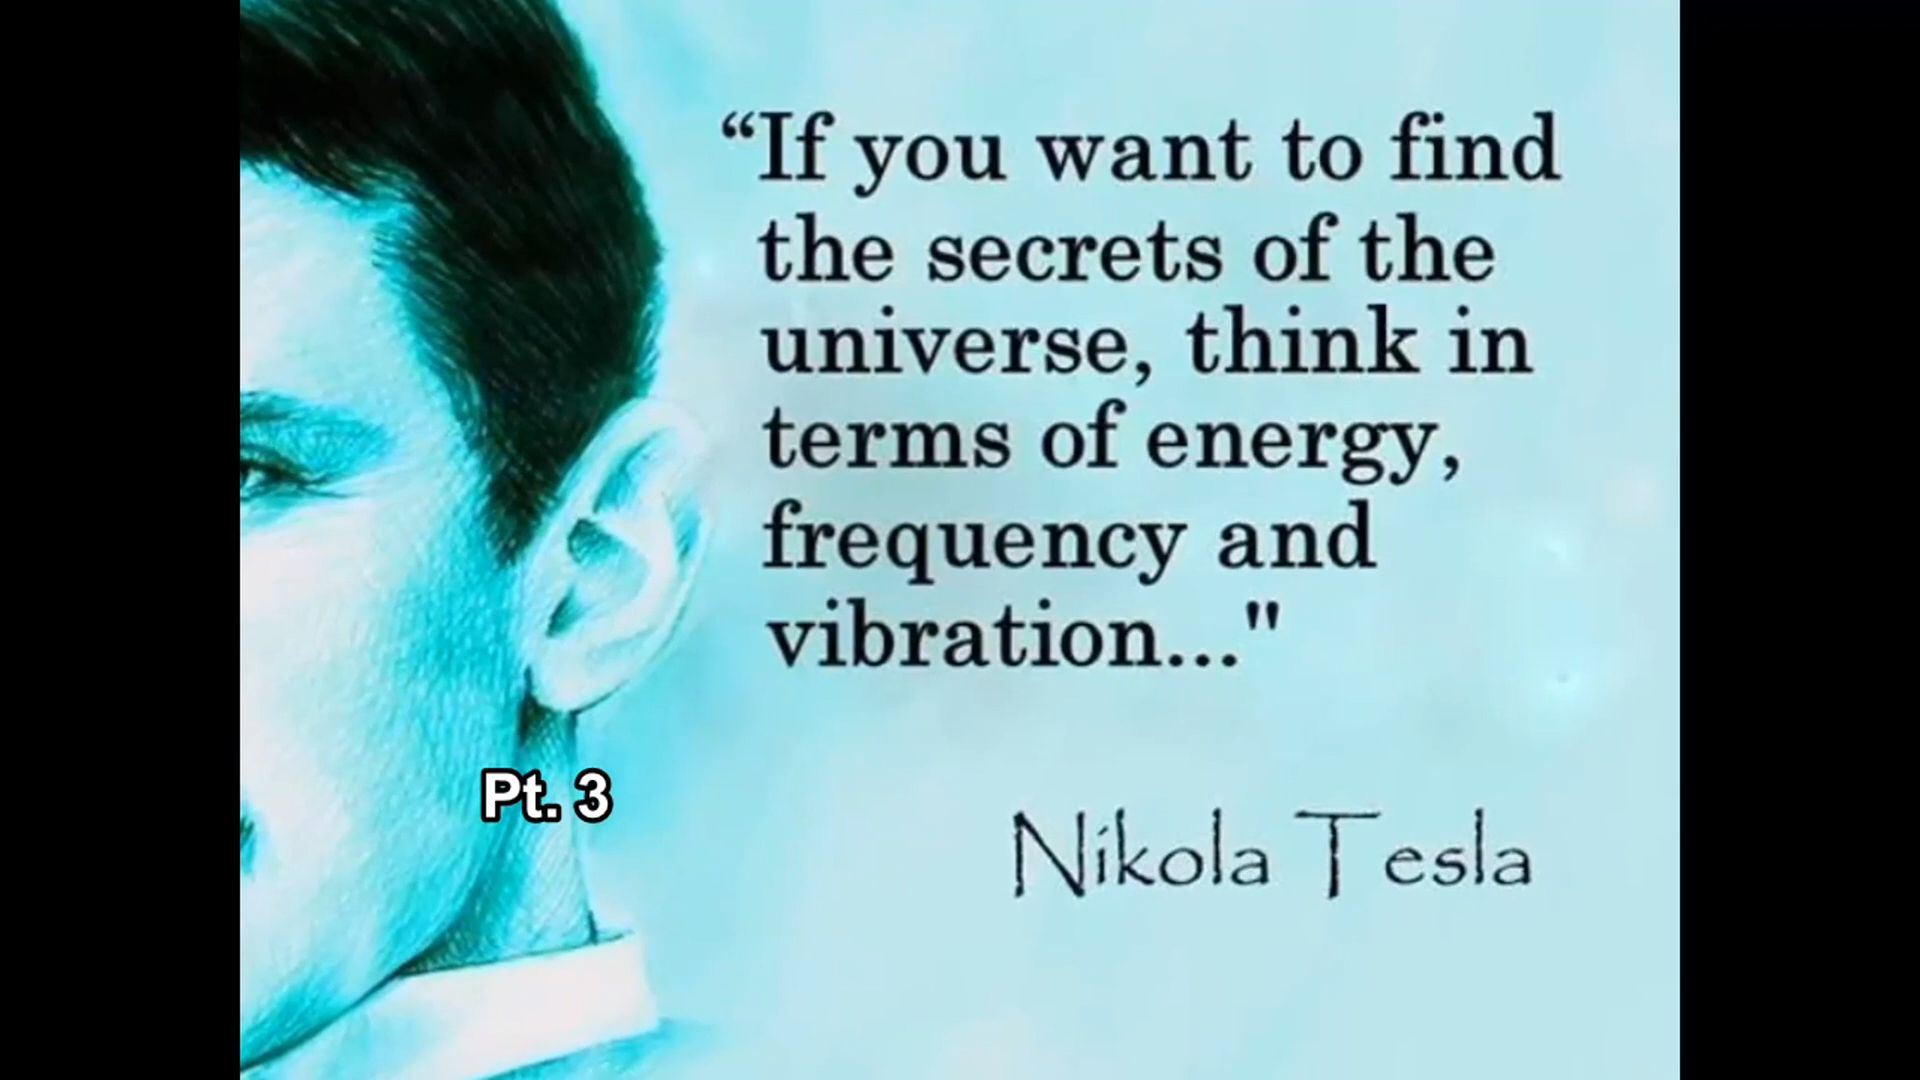 “If you want to find
the secrets of the
universe, think in
terms of energy,
frequency and
vibration..."
Pt. 3
Nikola Tesla